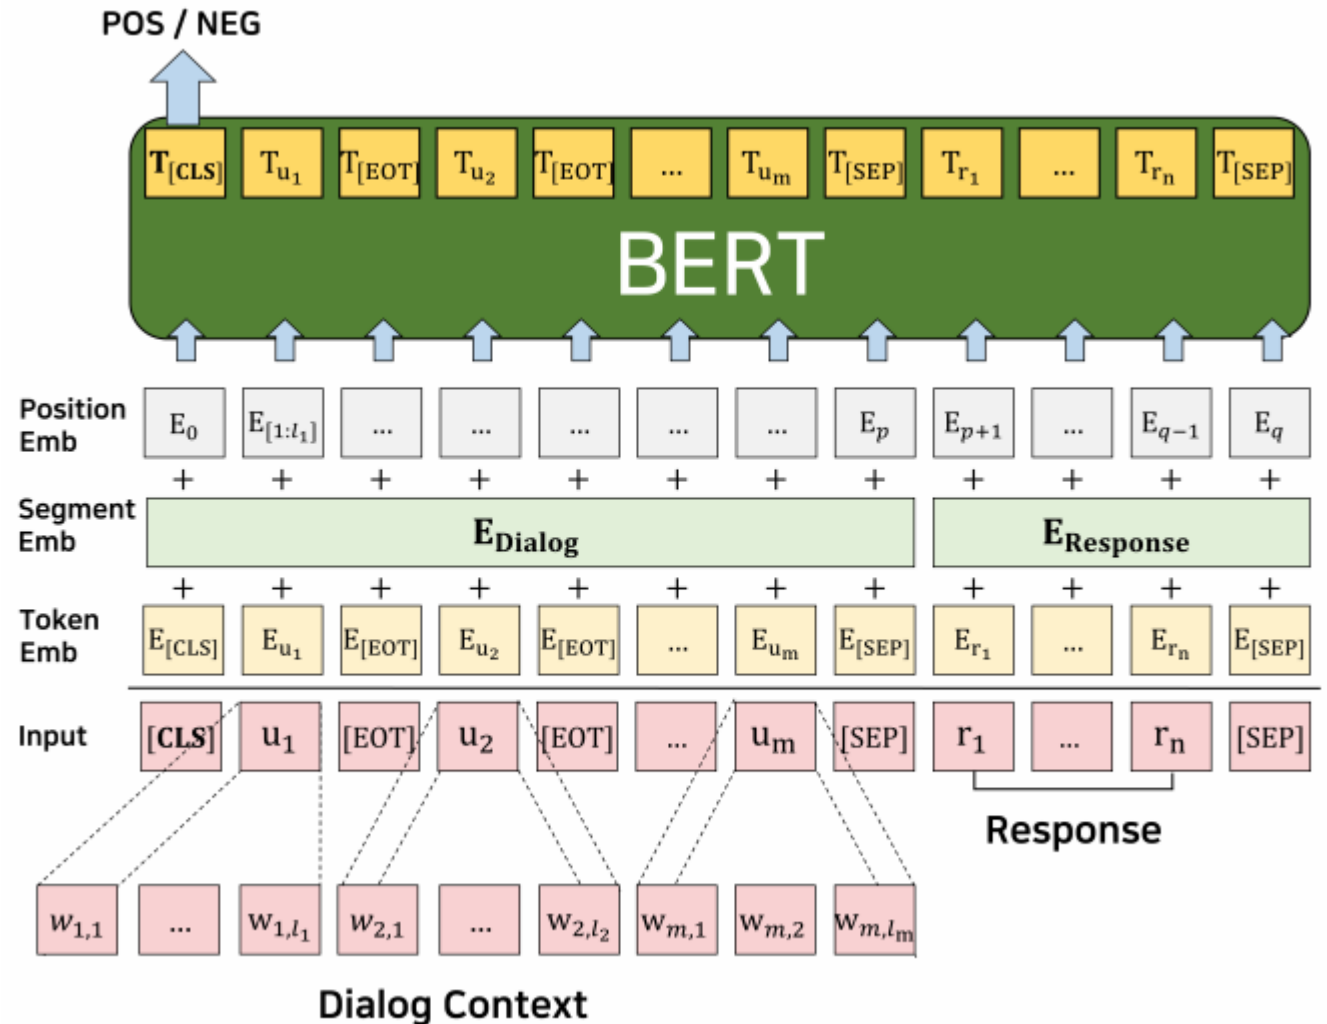 POS / NEG
T[CLS] Tu1 T[EOT] Tu2 T[EOT] ... Tum T[SEP] Tr1 ... Trn T[SEP]
BERT
Position Emb E0 E[1:l1] ... ... ... ... ... Ep Ep+1 ... Eq−1 Eq
+ + + + + + + + + + + +
Segment Emb EDialog EResponse
+ + + + + + + + + + + +
Token Emb E[CLS] Eu1 E[EOT] Eu2 E[EOT] ... Eum E[SEP] Er1 ... Ern E[SEP]
Input [CLS] u1 [EOT] u2 [EOT] ... um [SEP] r1 ... rn [SEP]
Response
w1,1 ... w1,l1 w2,1 ... w2,l2 wm,1 wm,2 wm,lm
Dialog Context